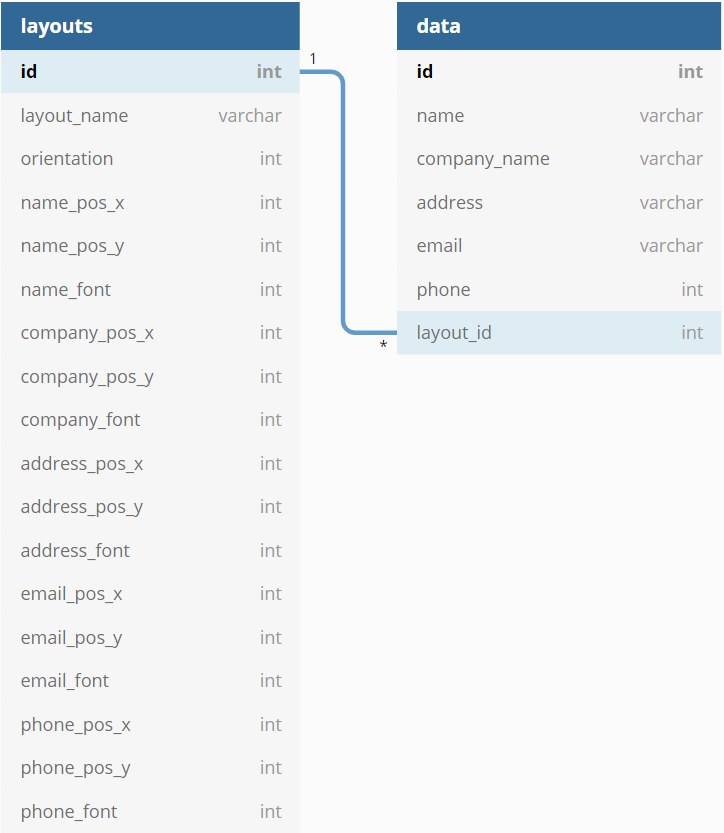 layouts
id int
layout_name varchar
orientation int
name_pos_x int
name_pos_y int
name_font int
company_pos_x int
company_pos_y int
company_font int
address_pos_x int
address_pos_y int
address_font int
email_pos_x int
email_pos_y int
email_font int
phone_pos_x int
phone_pos_y int
phone_font int
1
*
data
id int
name varchar
company_name varchar
address varchar
email varchar
phone int
layout_id int